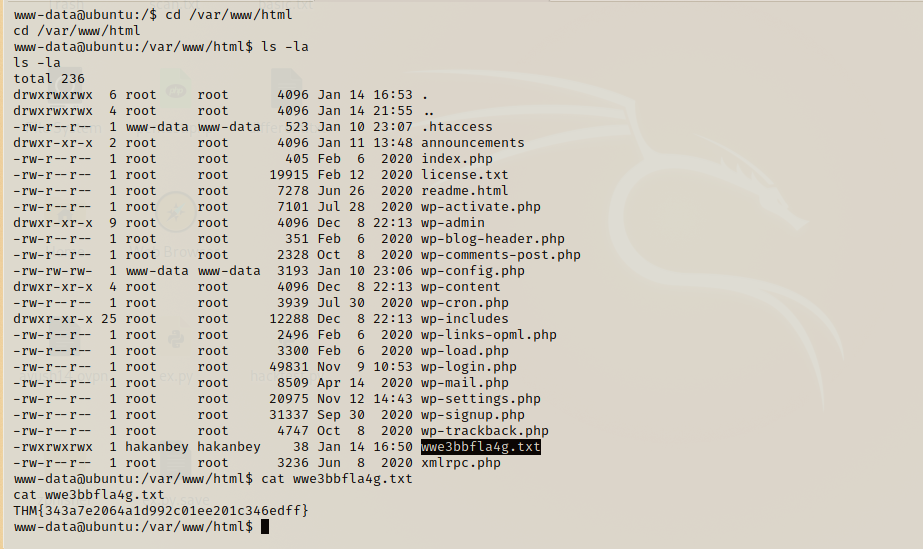 www-data@ubuntu:/$ cd /var/www/html
cd /var/www/html
www-data@ubuntu:/var/www/html$ ls -la
ls -la
total 236
drwxrwxrwx  6 root     root      4096 Jan 14 16:53 .
drwxrwxrwx  4 root     root      4096 Jan 14 21:55 ..
-rw-r--r--  1 www-data www-data   523 Jan 10 23:07 .htaccess
drwxr-xr-x  2 root     root      4096 Jan 11 13:48 announcements
-rw-r--r--  1 root     root       405 Feb  6  2020 index.php
-rw-r--r--  1 root     root     19915 Feb 12  2020 license.txt
-rw-r--r--  1 root     root      7278 Jun 26  2020 readme.html
-rw-r--r--  1 root     root      7101 Jul 28  2020 wp-activate.php
drwxr-xr-x  9 root     root      4096 Dec  8 22:13 wp-admin
-rw-r--r--  1 root     root       351 Feb  6  2020 wp-blog-header.php
-rw-r--r--  1 root     root      2328 Oct  8  2020 wp-comments-post.php
-rw-rw-rw-  1 www-data www-data  3193 Jan 10 23:06 wp-config.php
drwxr-xr-x  4 root     root      4096 Dec  8 22:13 wp-content
-rw-r--r--  1 root     root      3939 Jul 30  2020 wp-cron.php
drwxr-xr-x 25 root     root     12288 Dec  8 22:13 wp-includes
-rw-r--r--  1 root     root      2496 Feb  6  2020 wp-links-opml.php
-rw-r--r--  1 root     root      3300 Feb  6  2020 wp-load.php
-rw-r--r--  1 root     root     49831 Nov  9 10:53 wp-login.php
-rw-r--r--  1 root     root      8509 Apr 14  2020 wp-mail.php
-rw-r--r--  1 root     root     20975 Nov 12 14:43 wp-settings.php
-rw-r--r--  1 root     root     31337 Sep 30  2020 wp-signup.php
-rw-r--r--  1 root     root      4747 Oct  8  2020 wp-trackback.php
-rwxrwxrwx  1 hakanbey hakanbey    38 Jan 14 16:50 wwe3bbfla4g.txt
-rw-r--r--  1 root     root      3236 Jun  8  2020 xmlrpc.php
www-data@ubuntu:/var/www/html$ cat wwe3bbfla4g.txt
cat wwe3bbfla4g.txt
THM{343a7e2064a1d992c01ee201c346edff}
www-data@ubuntu:/var/www/html$